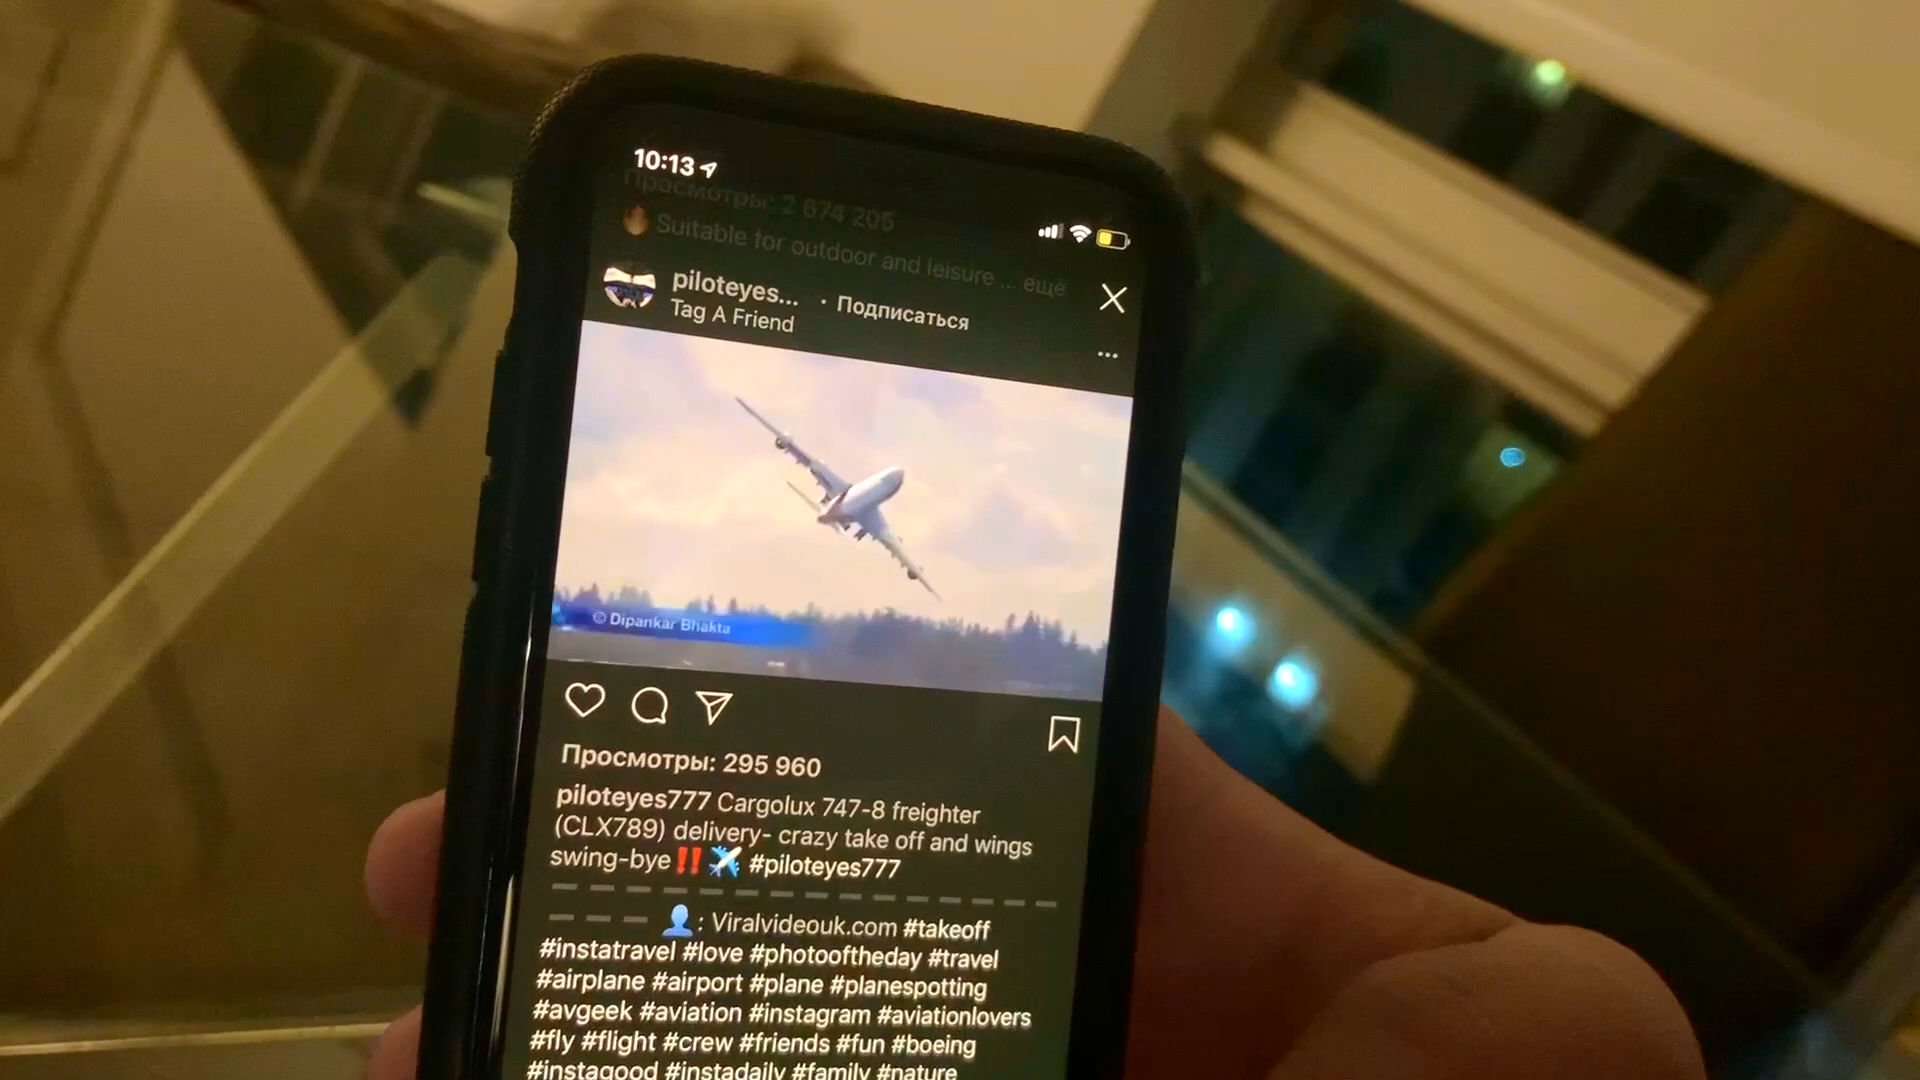 10:13
Просмотры: 2 674 205
🔥 Suitable for outdoor and leisure ... ещё
piloteyes... · Подписаться
Tag A Friend
© Dipankar Bhakta
Просмотры: 295 960
piloteyes777 Cargolux 747-8 freighter
(CLX789) delivery- crazy take off and wings
swing-bye‼️✈️ #piloteyes777
— — — — — — — — — — — — — —
— — — 👤: Viralvideouk.com #takeoff
#instatravel #love #photooftheday #travel
#airplane #airport #plane #planespotting
#avgeek #aviation #instagram #aviationlovers
#fly #flight #crew #friends #fun #boeing
#instagood #instadaily #family #nature